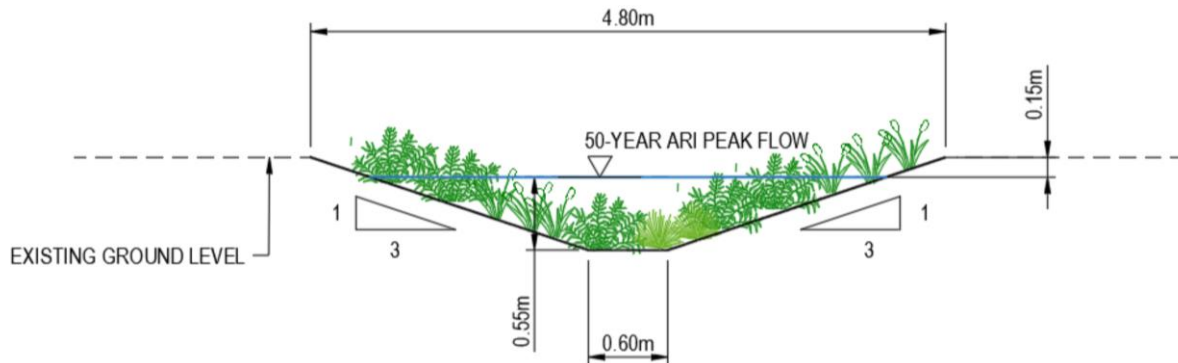 4.80m
0.15m
50-YEAR ARI PEAK FLOW
1
3
1
3
EXISTING GROUND LEVEL
0.55m
0.60m